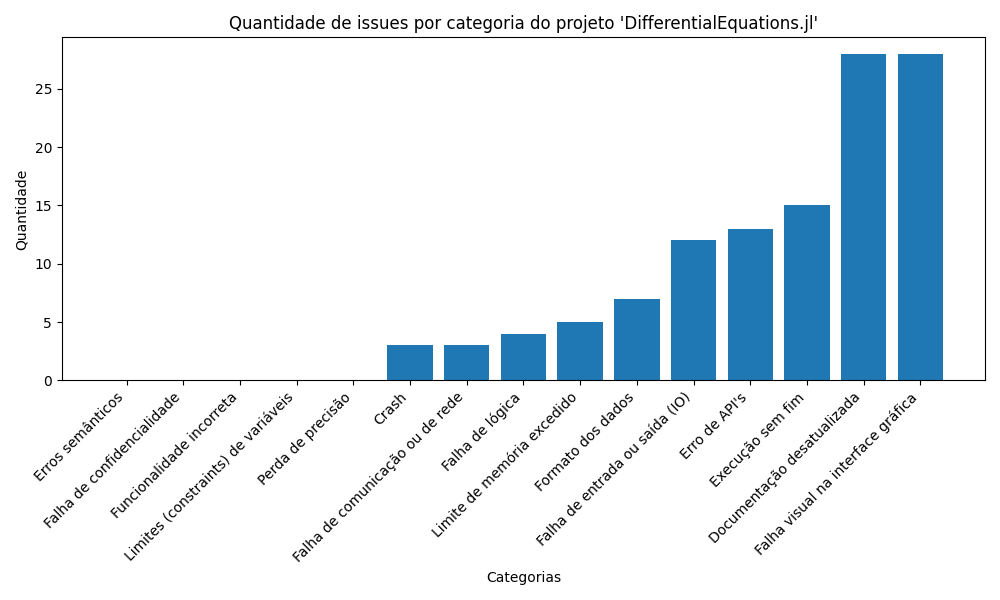 Quantidade de issues por categoria do projeto 'DifferentialEquations.jl'
Quantidade
25
20
15
10
5
0
Erros semânticos
Falha de confidencialidade
Funcionalidade incorreta
Limites (constraints) de variáveis
Perda de precisão
Crash
Falha de comunicação ou de rede
Falha de lógica
Limite de memória excedido
Formato dos dados
Falha de entrada ou saída (IO)
Erro de API's
Execução sem fim
Documentação desatualizada
Falha visual na interface gráfica
Categorias